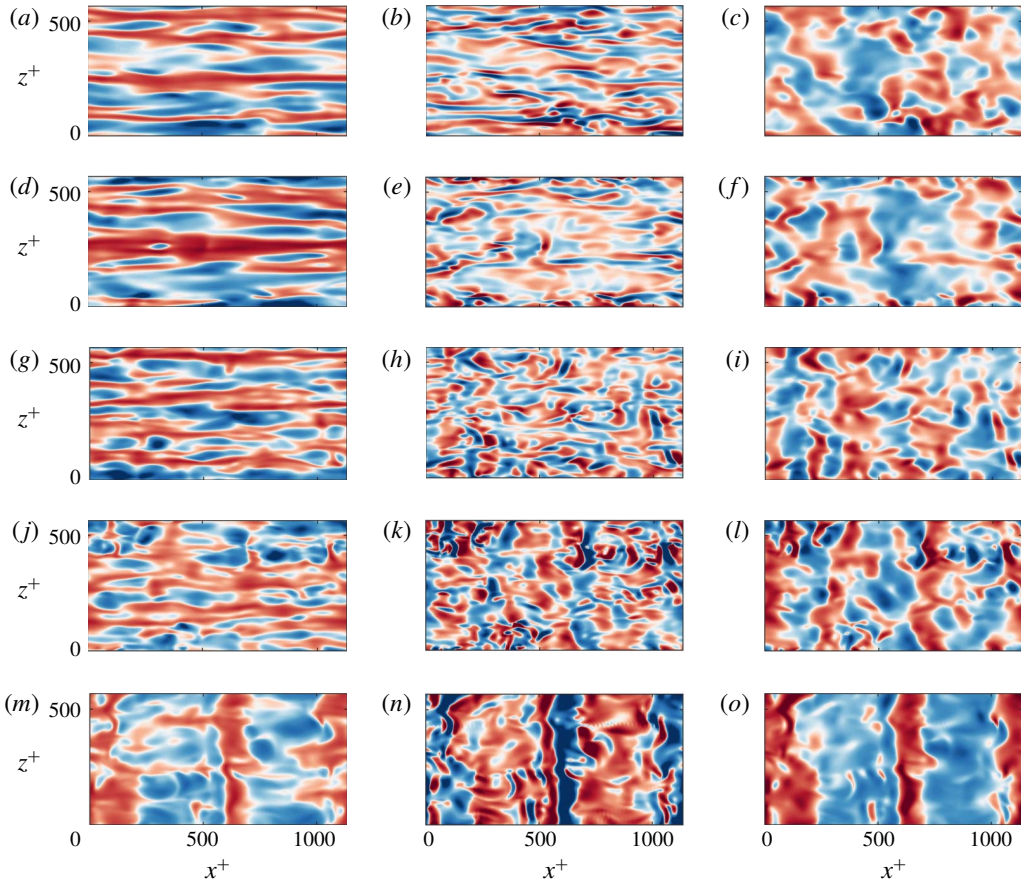 (a) (b) (c)
500
z+
0
(d) (e) (f)
500
z+
0
(g) (h) (i)
500
z+
0
(j) (k) (l)
500
z+
0
(m) (n) (o)
500
z+
0 500 1000 0 500 1000 0 500 1000
x+ x+ x+